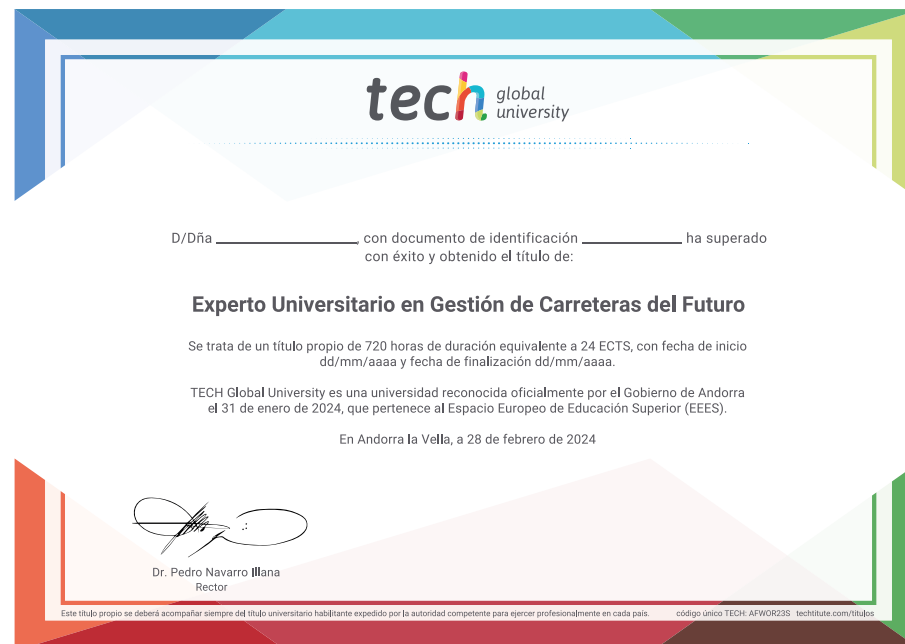 tech global
university
D/Dña ______________, con documento de identificación __________ ha superado
con éxito y obtenido el título de:
Experto Universitario en Gestión de Carreteras del Futuro
Se trata de un título propio de 720 horas de duración equivalente a 24 ECTS, con fecha de inicio
dd/mm/aaaa y fecha de finalización dd/mm/aaaa.
TECH Global University es una universidad reconocida oficialmente por el Gobierno de Andorra
el 31 de enero de 2024, que pertenece al Espacio Europeo de Educación Superior (EEES).
En Andorra la Vella, a 28 de febrero de 2024
Dr. Pedro Navarro Illana
Rector
Este título propio se deberá acompañar siempre del título universitario habilitante expedido por la autoridad competente para ejercer profesionalmente en cada país. código único TECH: AFWOR23S techtitute.com/titulos